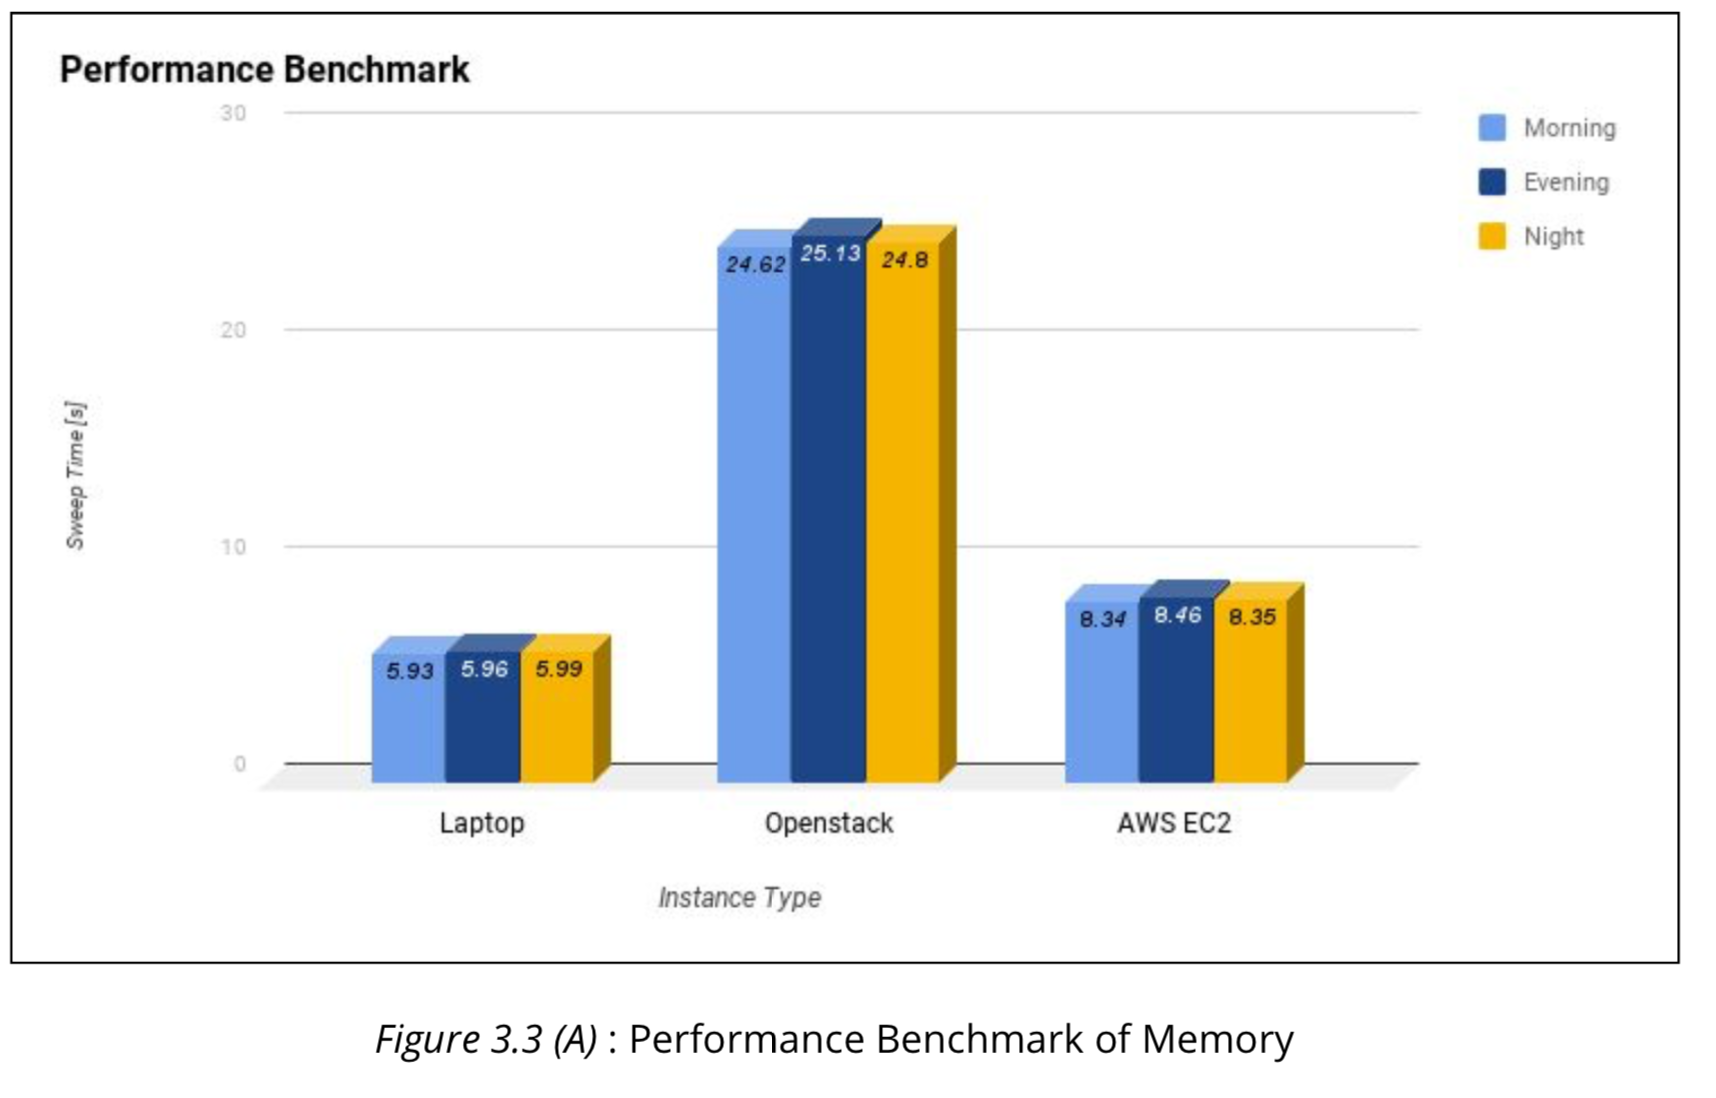 Performance Benchmark
30
20
10
0
Sweep Time [s]
Morning
Evening
Night
24.62 25.13 24.8
5.93 5.96 5.99
8.34 8.46 8.35
Laptop Openstack AWS EC2
Instance Type
Figure 3.3 (A) : Performance Benchmark of Memory